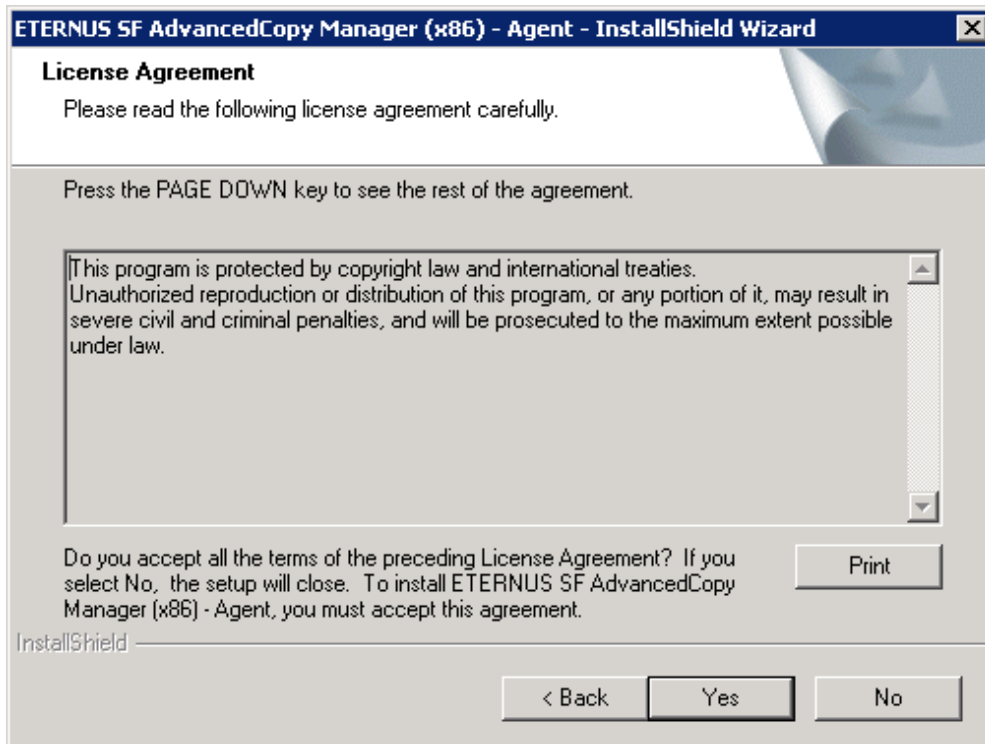 ETERNUS SF AdvancedCopy Manager (x86) - Agent - InstallShield Wizard
License Agreement
Please read the following license agreement carefully.
Press the PAGE DOWN key to see the rest of the agreement.
This program is protected by copyright law and international treaties.
Unauthorized reproduction or distribution of this program, or any portion of it, may result in
severe civil and criminal penalties, and will be prosecuted to the maximum extent possible
under law.
Do you accept all the terms of the preceding License Agreement?  If you
select No,  the setup will close.  To install ETERNUS SF AdvancedCopy
Manager (x86) - Agent, you must accept this agreement.
Print
InstallShield
< Back
Yes
No